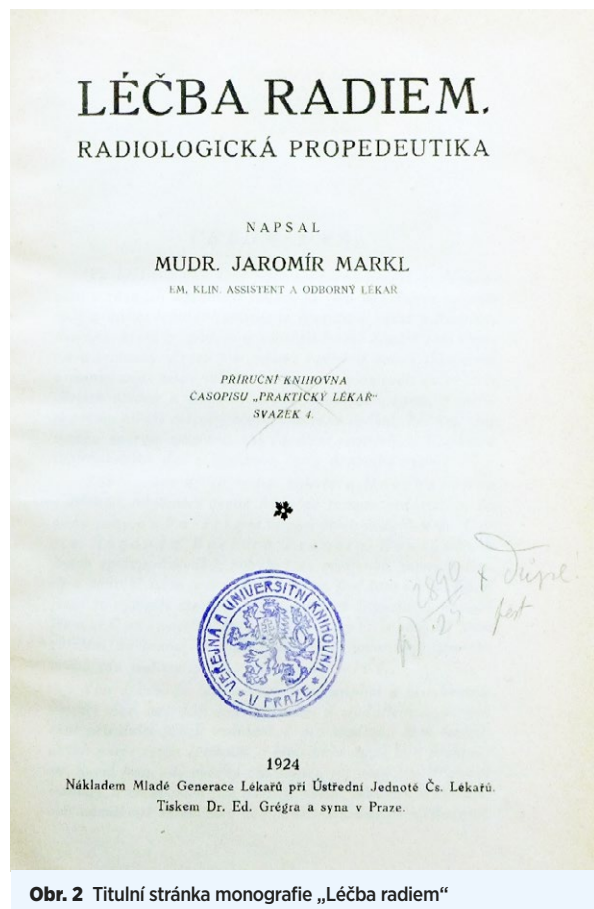 LÉČBA RADIEM.
RADIOLOGICKÁ PROPEDEUTIKA
NAPSAL
MUDR. JAROMÍR MARKL
EM. KLIN. ASSISTENT A ODBORNÝ LÉKAŘ
PŘÍRUČNÍ KNIHOVNA
ČASOPISU „PRAKTICKÝ LÉKAŘ"
SVAZEK 4.
VEŘEJNÁ A UNIVERSITNÍ KNIHOVNA
V PRAZE
1924
Nákladem Mladé Generace Lékařů při Ústřední Jednotě Čs. Lékařů.
Tiskem Dr. Ed. Grégra a syna v Praze.
Obr. 2 Titulní stránka monografie „Léčba radiem“